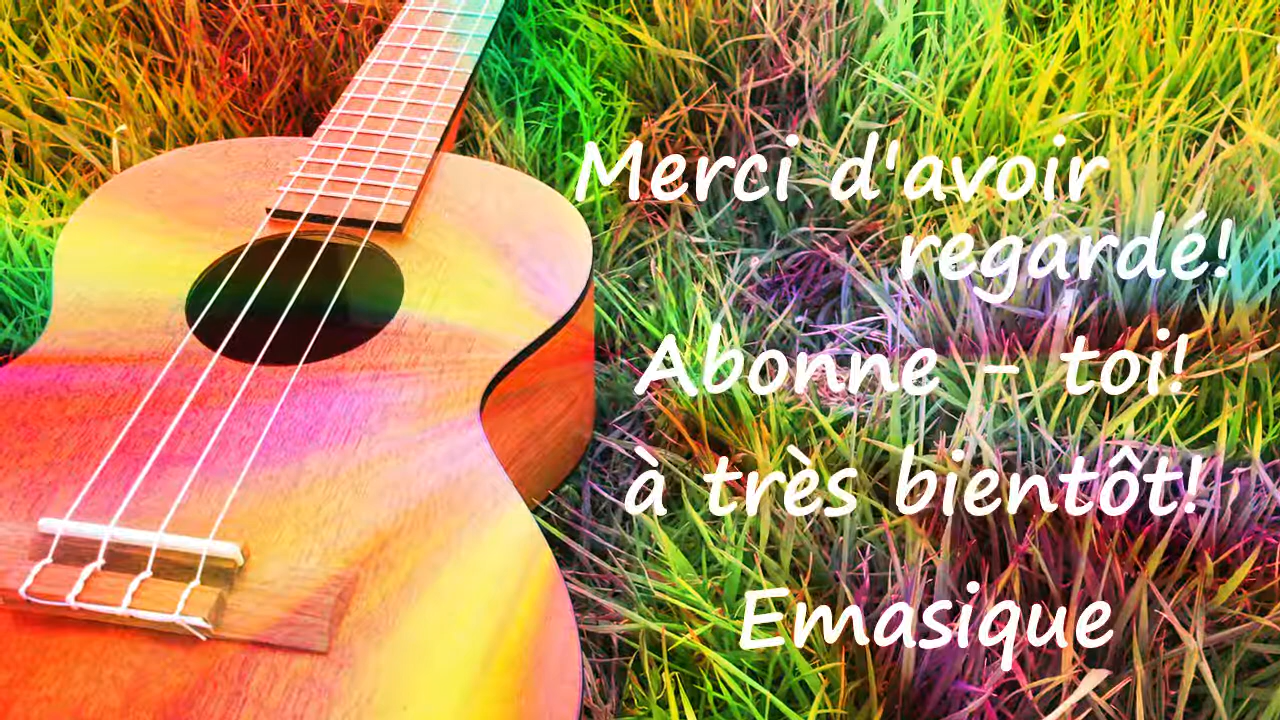 Merci d'avoir
regardé!
Abonne - toi!
à très bientôt!
Emasique